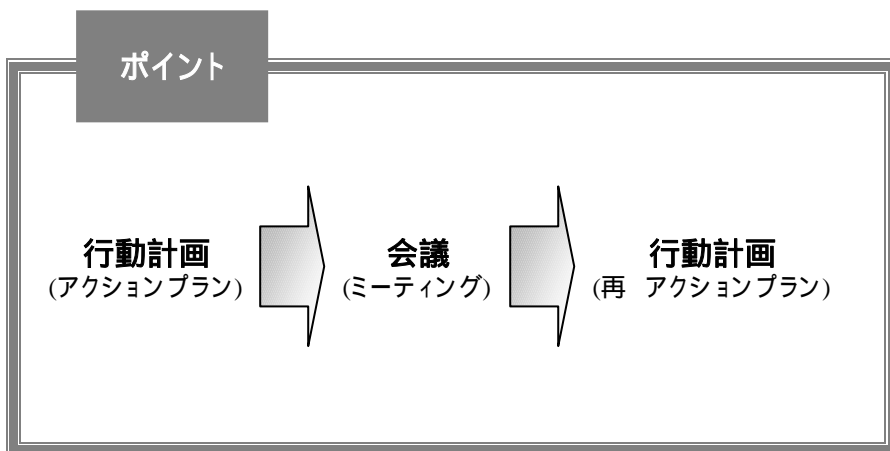 ポイント
行動計画
(アクションプラン)
会議
(ミーティング)
行動計画
(再 アクションプラン)